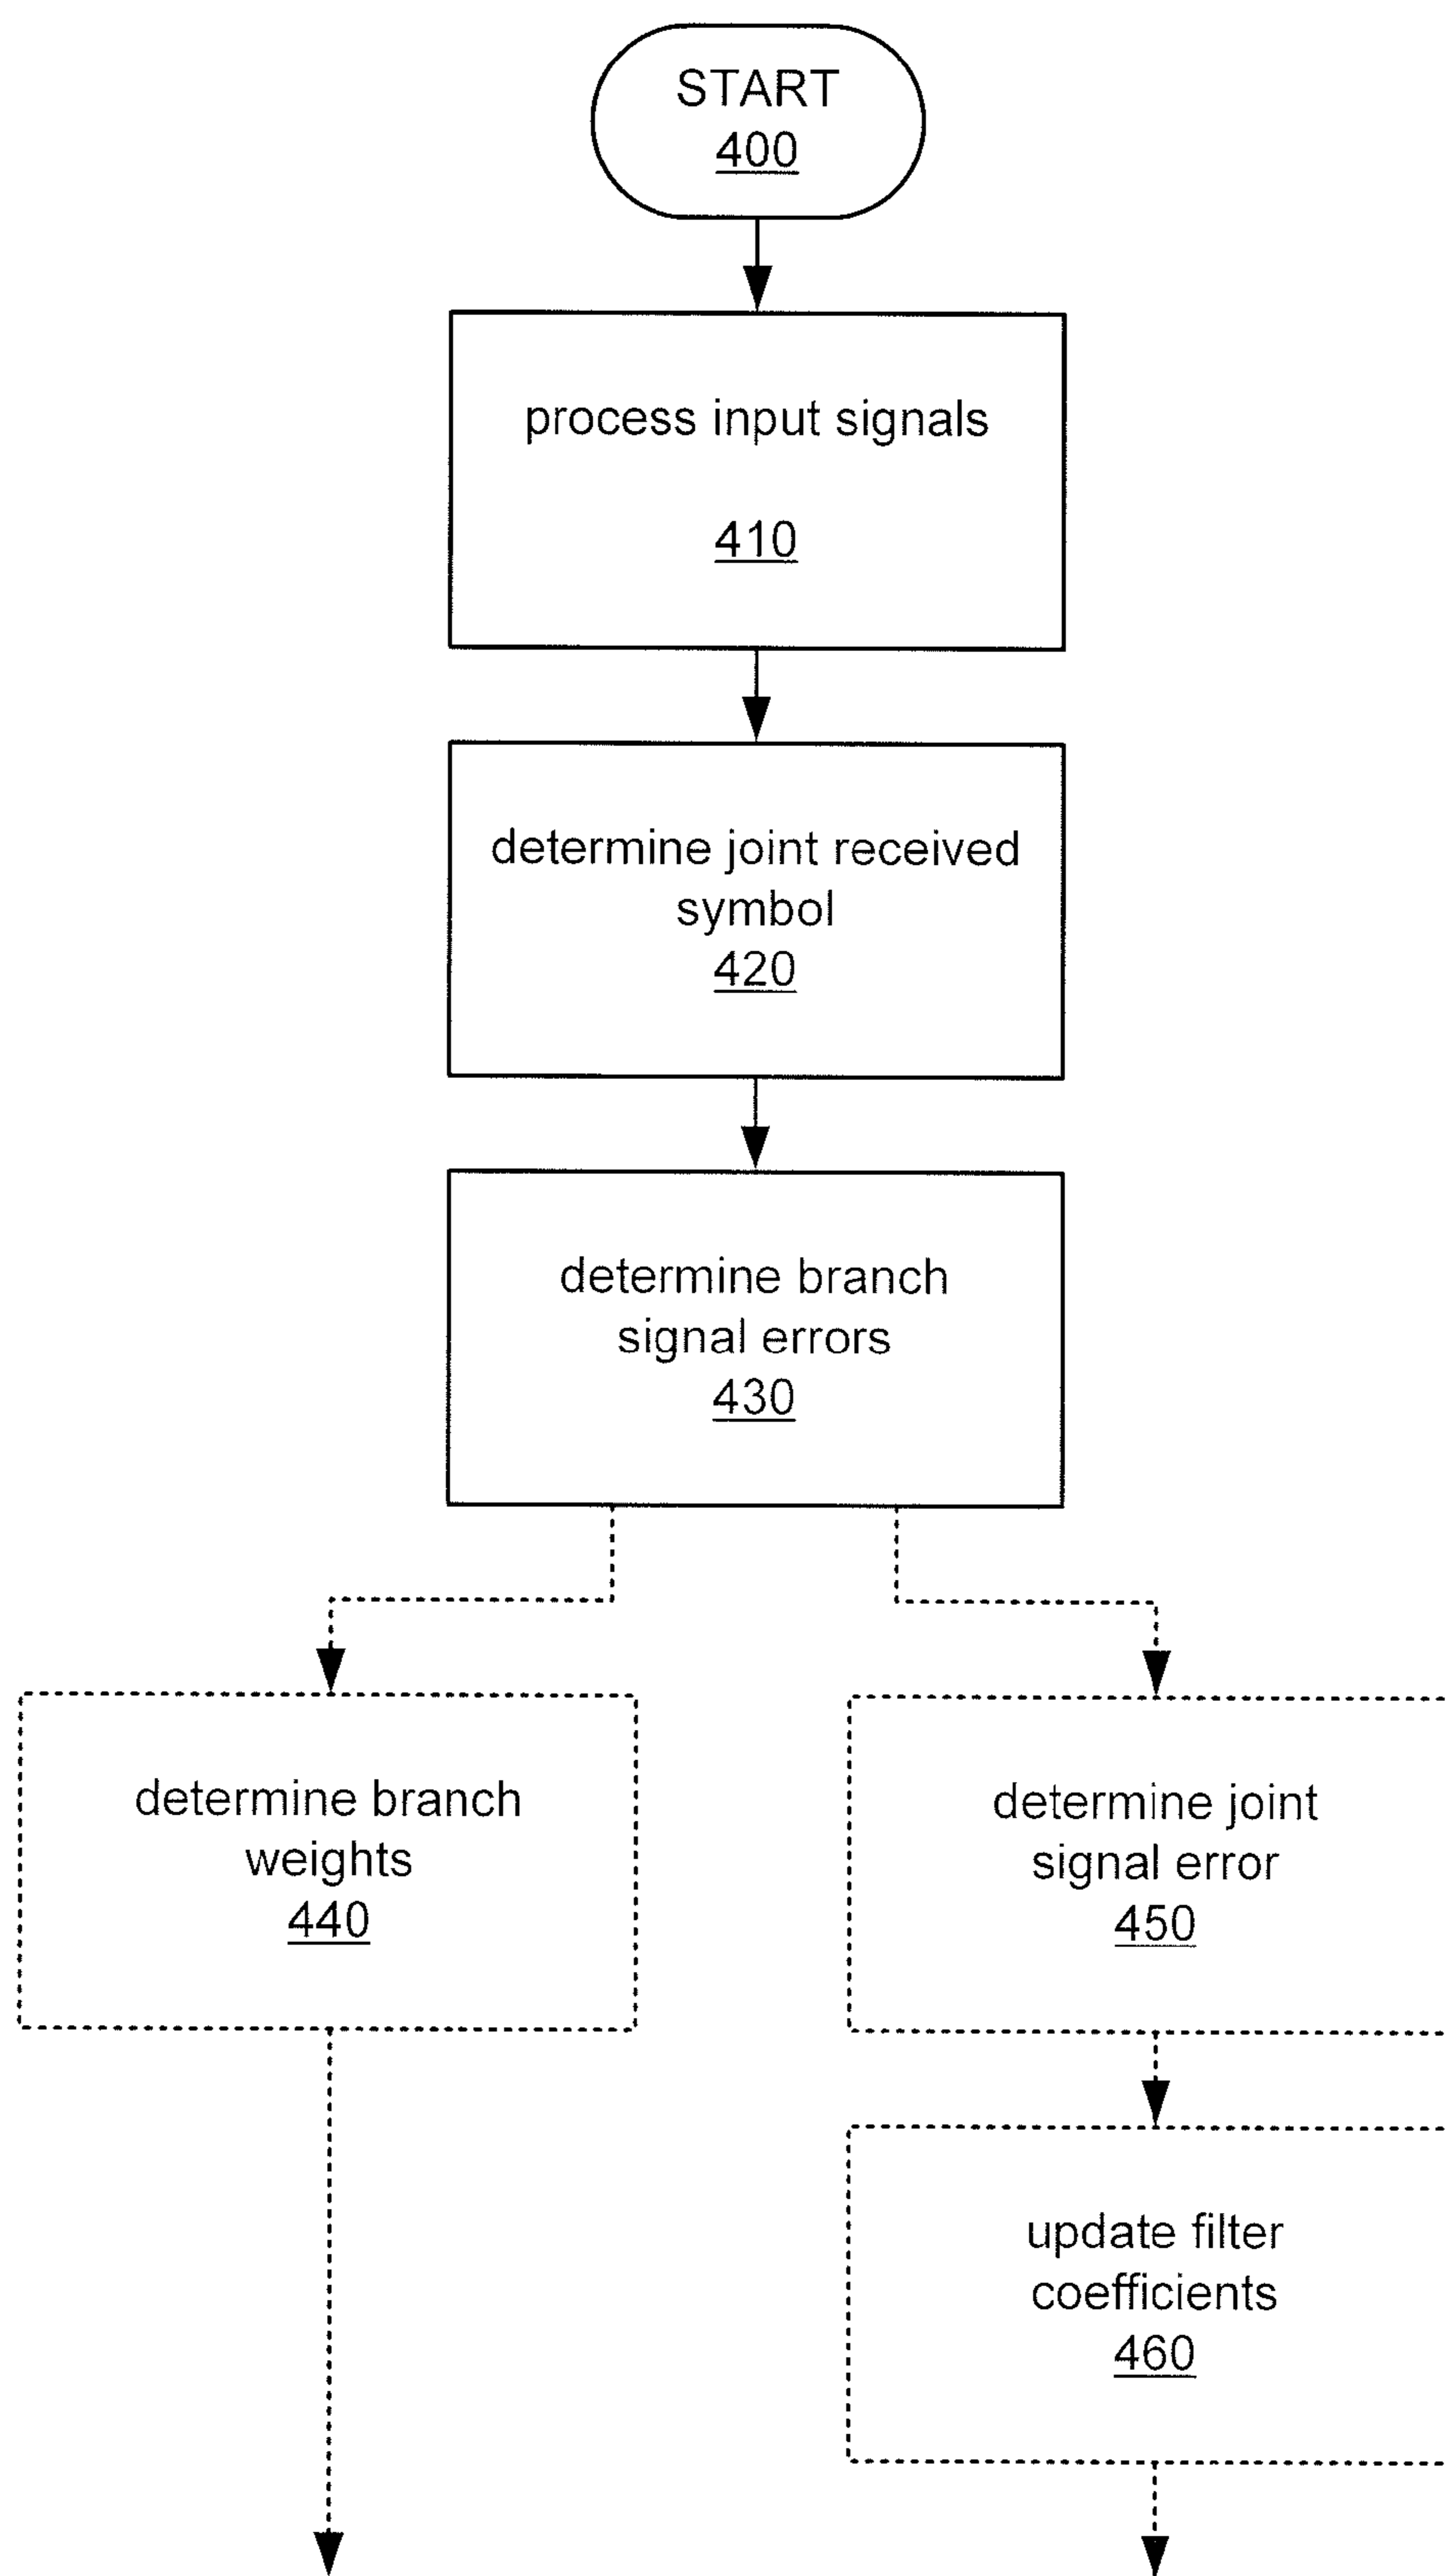 START
400
process input signals
410
determine joint received
symbol
420
determine branch
signal errors
430
determine branch
weights
440
determine joint
signal error
450
update filter
coefficients
460